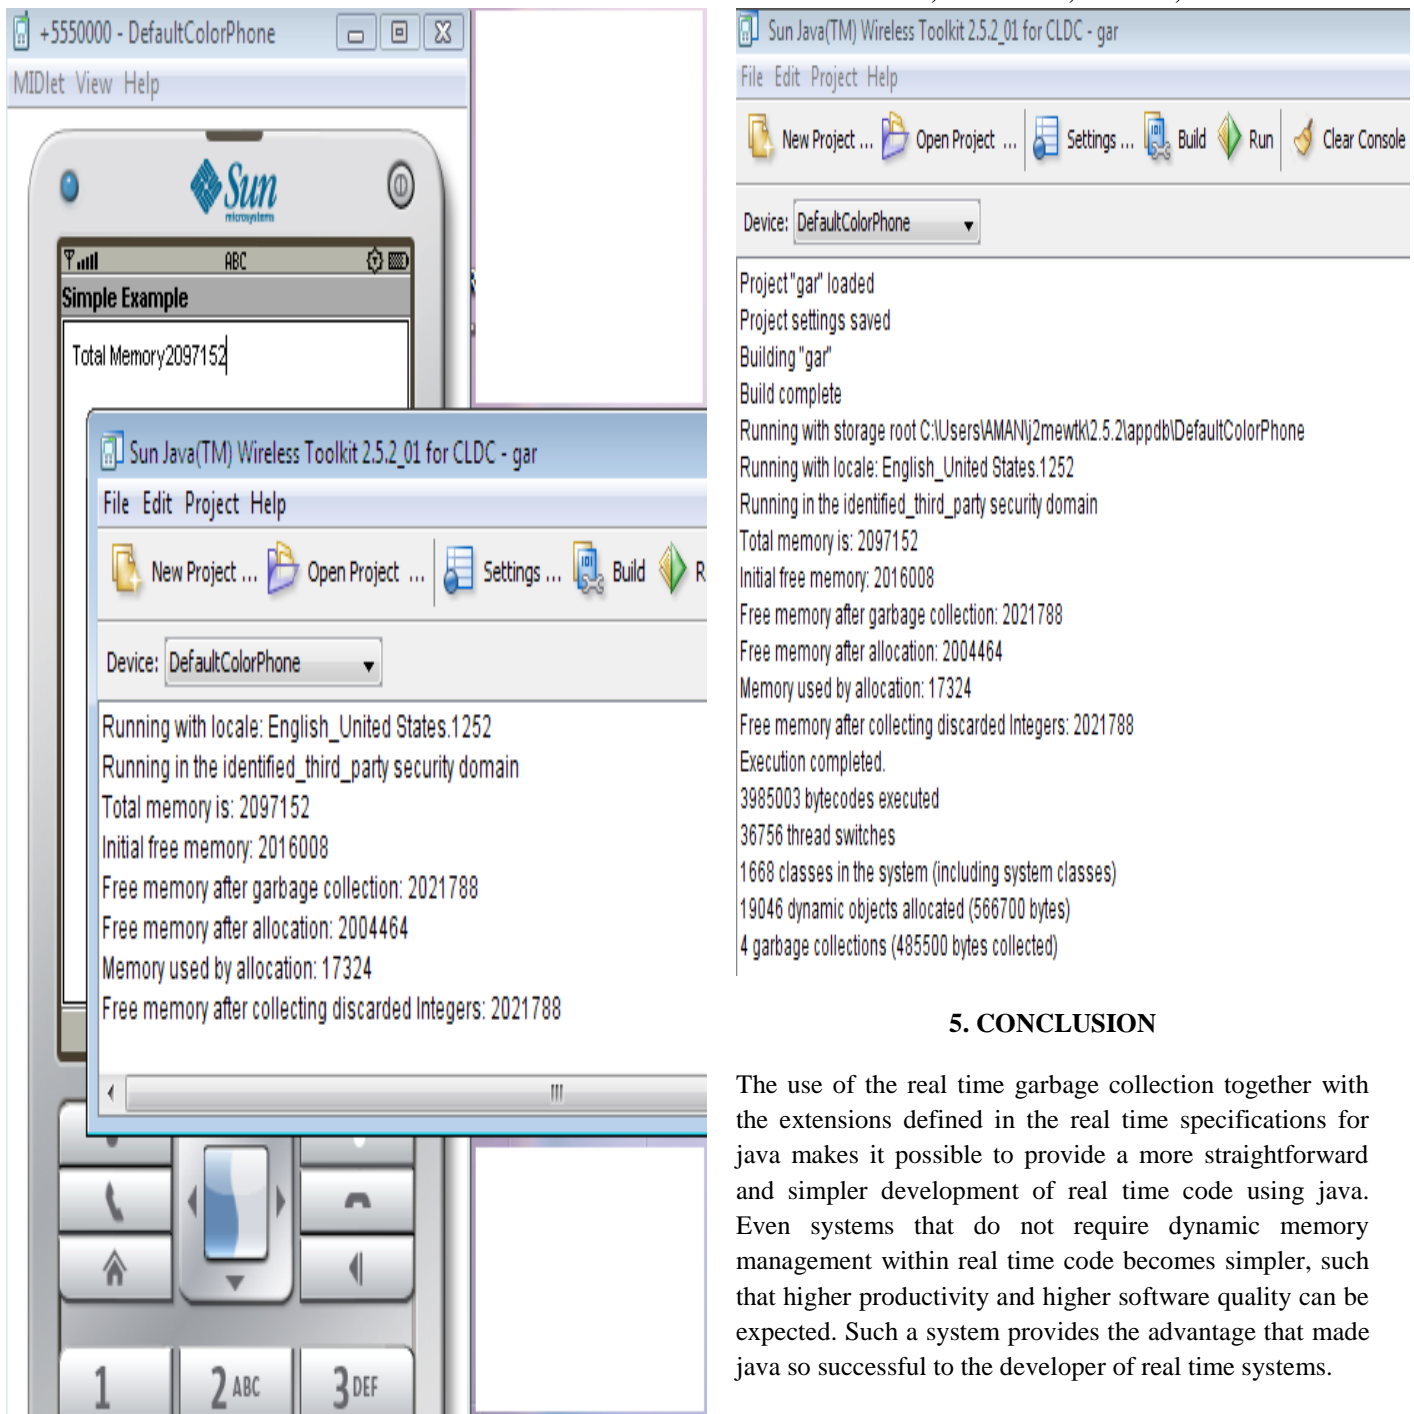 +5550000 - DefaultColorPhone
MIDlet View Help
Sun
microsystems
ABC
Simple Example
Total Memory2097152
Sun Java(TM) Wireless Toolkit 2.5.2_01 for CLDC - gar
File Edit Project Help
New Project ... Open Project ... Settings ... Build R
Device: DefaultColorPhone
Running with locale: English_United States.1252
Running in the identified_third_party security domain
Total memory is: 2097152
Initial free memory: 2016008
Free memory after garbage collection: 2021788
Free memory after allocation: 2004464
Memory used by allocation: 17324
Free memory after collecting discarded Integers: 2021788
1 2 ABC 3 DEF
Sun Java(TM) Wireless Toolkit 2.5.2_01 for CLDC - gar
File Edit Project Help
New Project ... Open Project ... Settings ... Build Run Clear Console
Device: DefaultColorPhone
Project "gar" loaded
Project settings saved
Building "gar"
Build complete
Running with storage root C:\Users\AMAN\j2mewtk\2.5.2\appdb\DefaultColorPhone
Running with locale: English_United States.1252
Running in the identified_third_party security domain
Total memory is: 2097152
Initial free memory: 2016008
Free memory after garbage collection: 2021788
Free memory after allocation: 2004464
Memory used by allocation: 17324
Free memory after collecting discarded Integers: 2021788
Execution completed.
3985003 bytecodes executed
36756 thread switches
1668 classes in the system (including system classes)
19046 dynamic objects allocated (566700 bytes)
4 garbage collections (485500 bytes collected)
5. CONCLUSION
The use of the real time garbage collection together with
the extensions defined in the real time specifications for
java makes it possible to provide a more straightforward
and simpler development of real time code using java.
Even systems that do not require dynamic memory
management within real time code becomes simpler, such
that higher productivity and higher software quality can be
expected. Such a system provides the advantage that made
java so successful to the developer of real time systems.